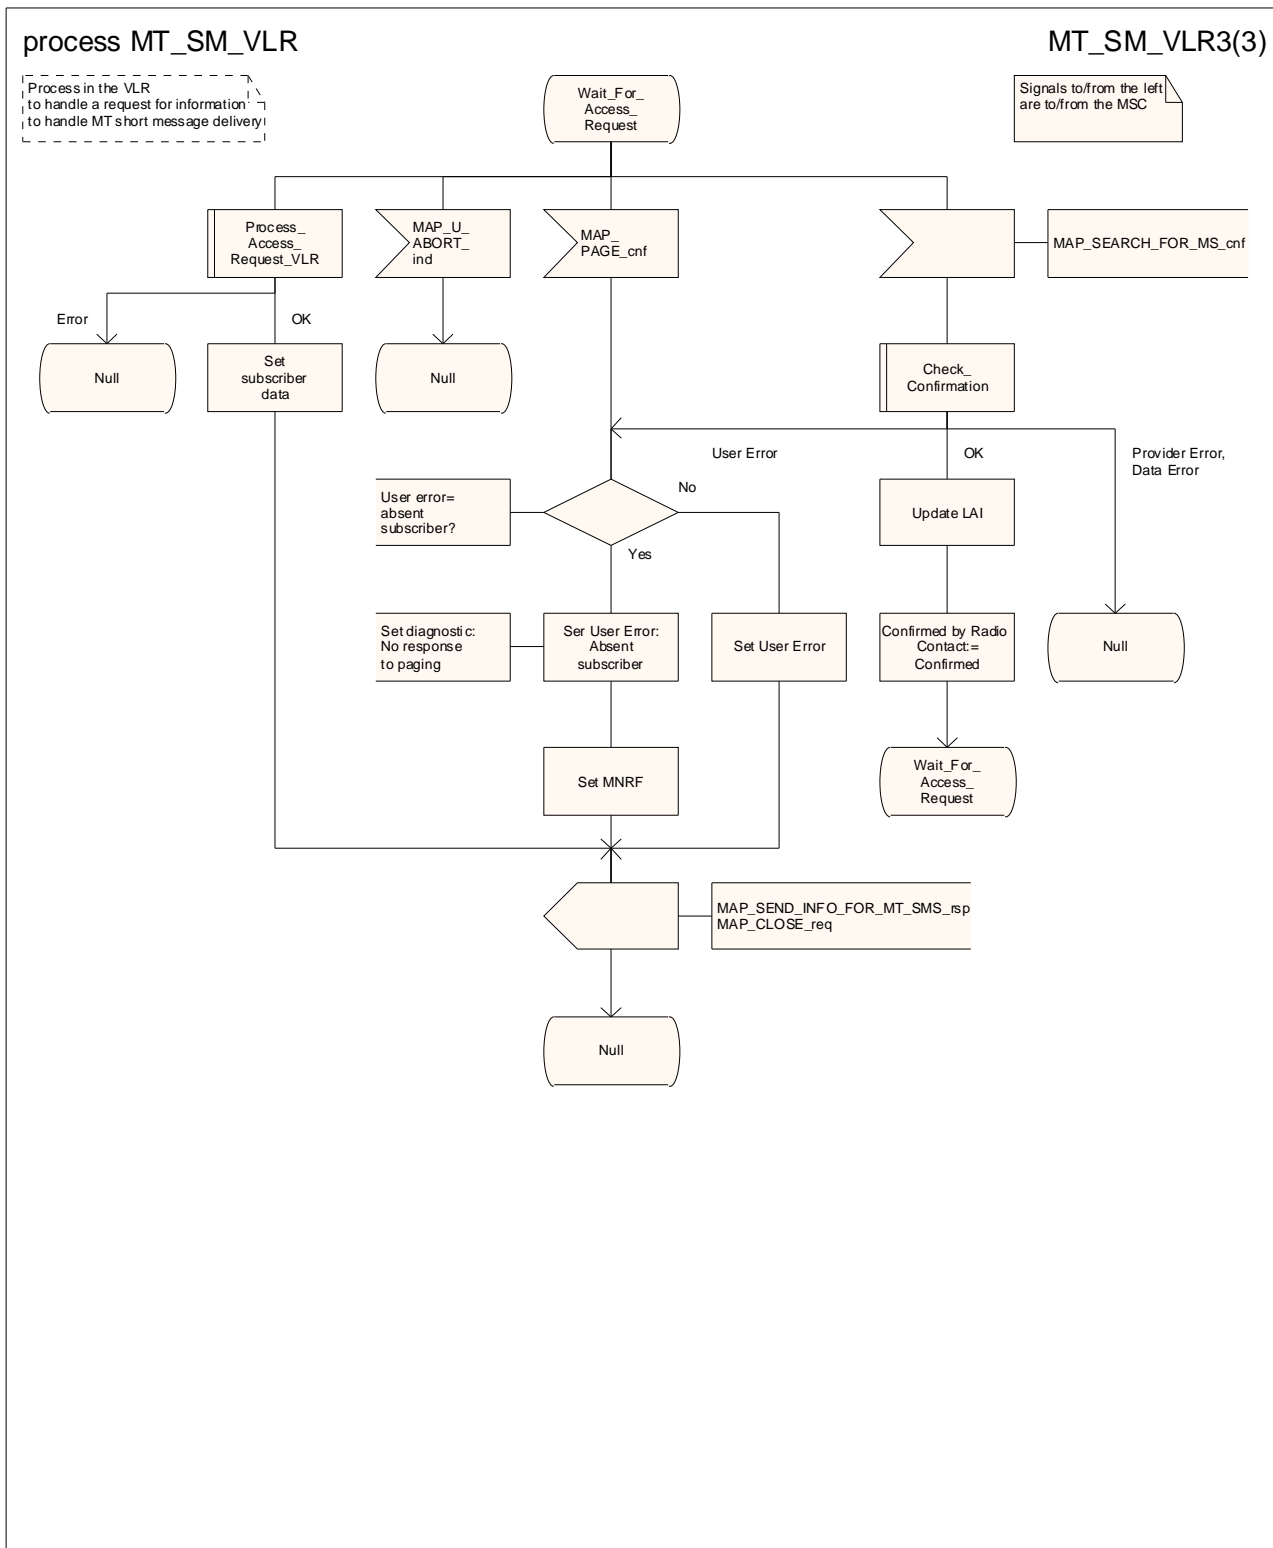 process MT_SM_VLR
MT_SM_VLR3(3)
Process in the VLR
to handle a request for information
to handle MT short message delivery
Wait_For_
Access_
Request
Signals to/from the left
are to/from the MSC
Process_
Access_
Request_VLR
MAP_U_
ABORT_
ind
MAP_
PAGE_cnf
MAP_SEARCH_FOR_MS_cnf
Error
OK
Null
Set
subscriber
data
Null
Check_
Confirmation
User Error
OK
Provider Error,
Data Error
User error=
absent
subscriber?
No
Yes
Update LAI
Set diagnostic:
No response
to paging
Ser User Error:
Absent
subscriber
Set User Error
Confirmed by Radio
Contact:=
Confirmed
Null
Set MNRF
Wait_For_
Access_
Request
MAP_SEND_INFO_FOR_MT_SMS_rsp
MAP_CLOSE_req
Null